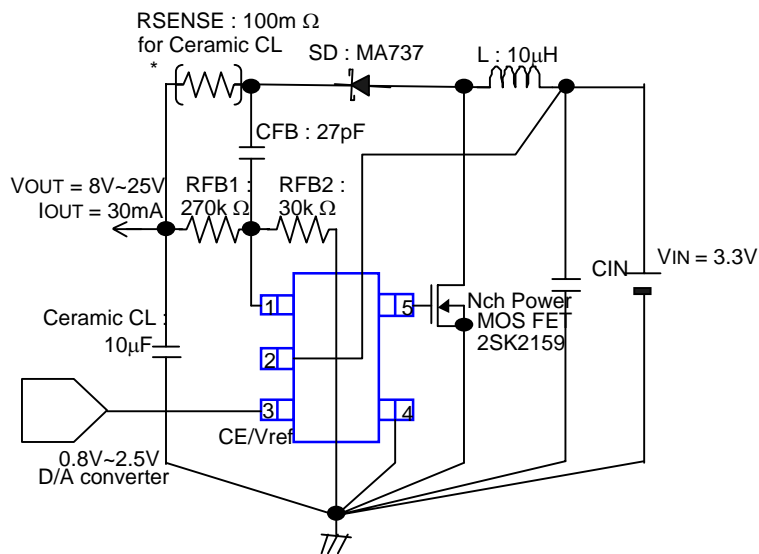 RSENSE : 100m Ω
for Ceramic CL
*
SD : MA737
L : 10μH
CFB : 27pF
VOUT = 8V~25V
IOUT = 30mA
RFB1 :
270k Ω
RFB2 :
30k Ω
CIN
VIN = 3.3V
1
2
3
5
4
Nch Power
MOS FET
2SK2159
Ceramic CL :
10μF
CE/Vref
0.8V~2.5V
D/A converter